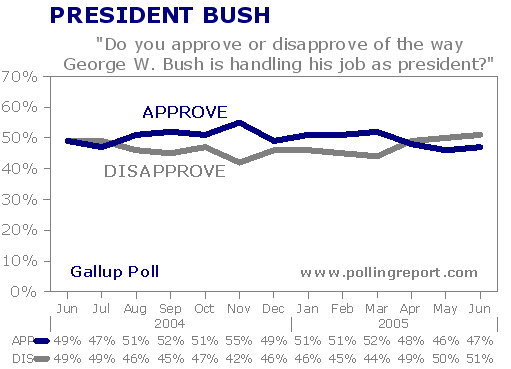 PRESIDENT BUSH
"Do you approve or disapprove of the way
George W. Bush is handling his job as president?"
70%
60%
50%
40%
30%
20%
10%
0%
APPROVE
DISAPPROVE
Gallup Poll
www.pollingreport.com
Jun Jul Aug Sep Oct Nov Dec Jan Feb Mar Apr May Jun
2004 2005
APP 49% 47% 51% 52% 51% 55% 49% 51% 51% 52% 48% 46% 47%
DIS 49% 49% 46% 45% 47% 42% 46% 46% 45% 44% 49% 50% 51%